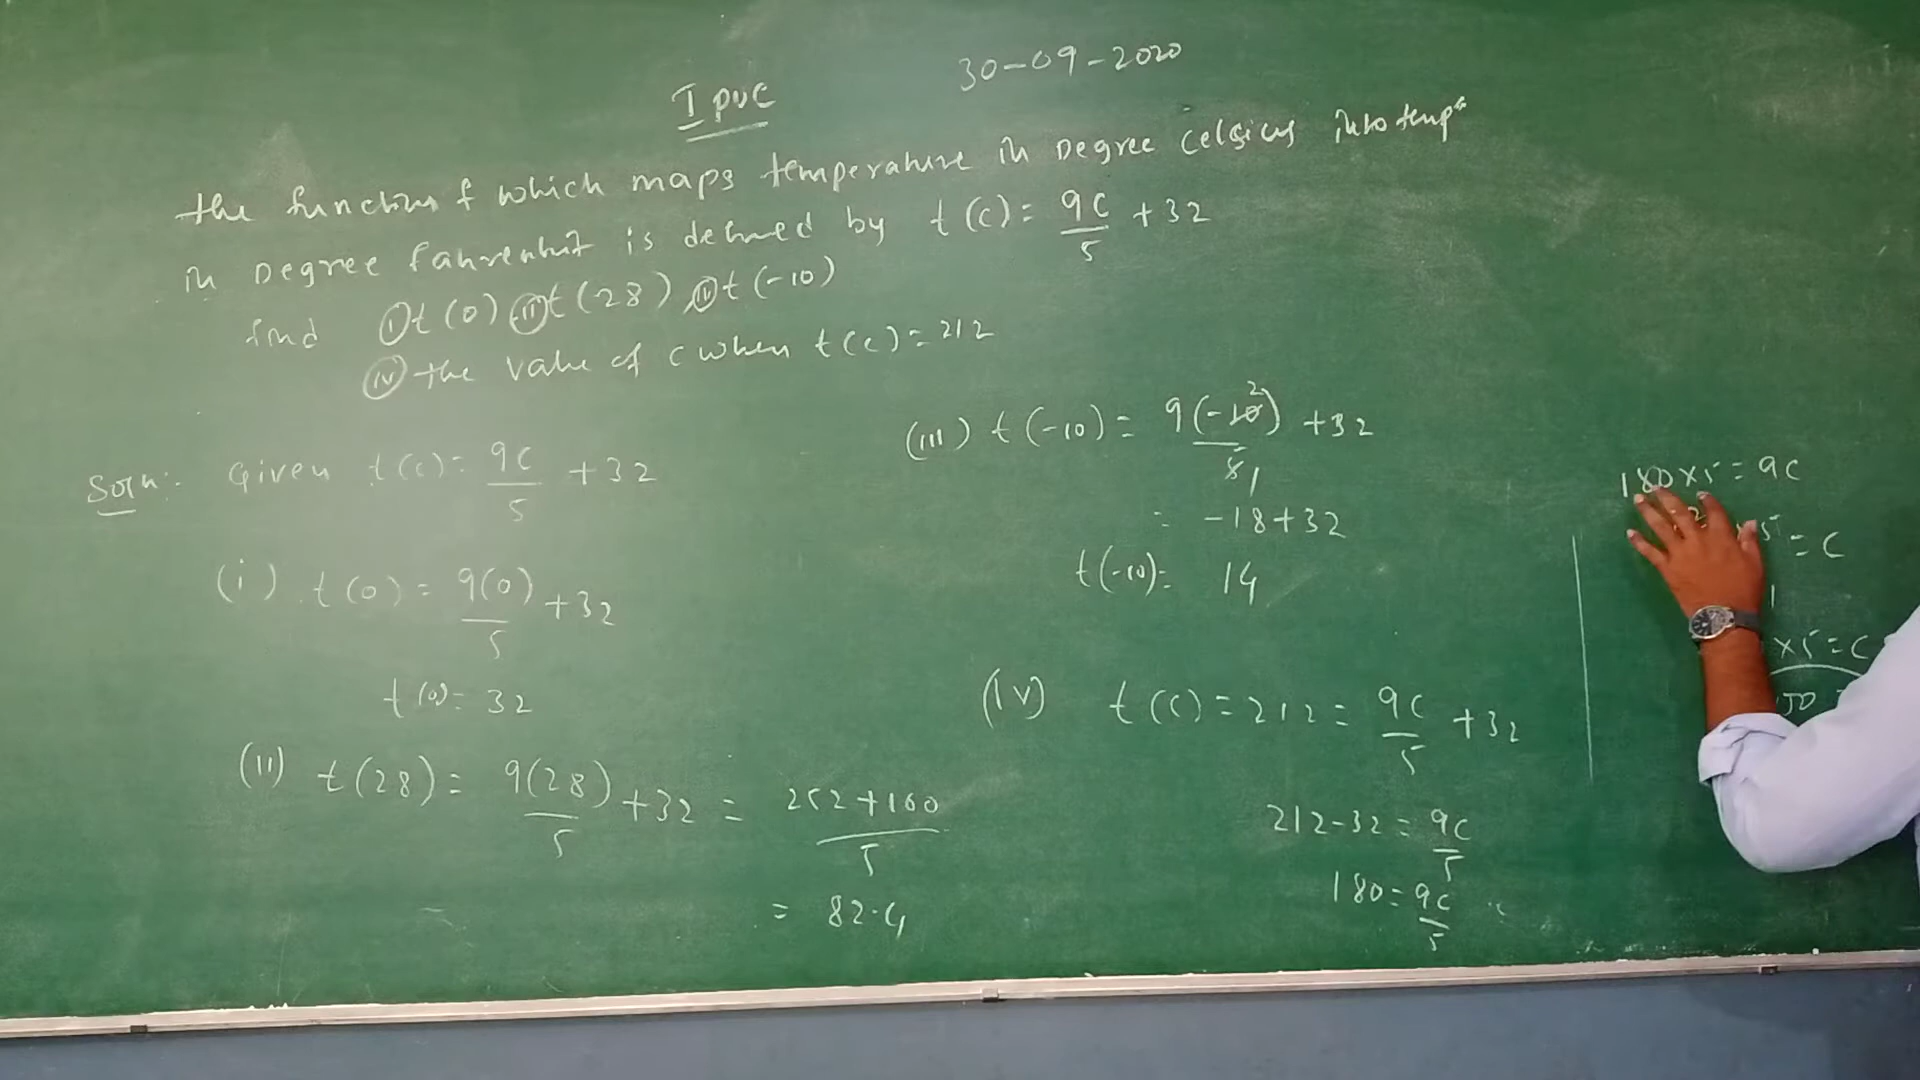 I PUC
30-09-2020
the function f which maps temperature in Degree Celsius into temp
in Degree fahrenheit is defined by t(c) = 9C/5 + 32
find (i) t(0) (ii) t(28) (iv) t(-10)
(iv) the value of c when t(c) = 212
Soln:- Given t(c) = 9C/5 + 32
(i) t(0) = 9(0)/5 + 32
t(0) = 32
(ii) t(28) = 9(28)/5 + 32 = 252+160/5
= 82.4
(iii) t(-10) = 9(-10)/5 + 32
2
1
= -18+32
t(-10) = 14
(iv) t(c) = 212 = 9C/5 + 32
212-32 = 9C/5
180 = 9C/5
180×5 = 9C
5 = C
1
×5 = C